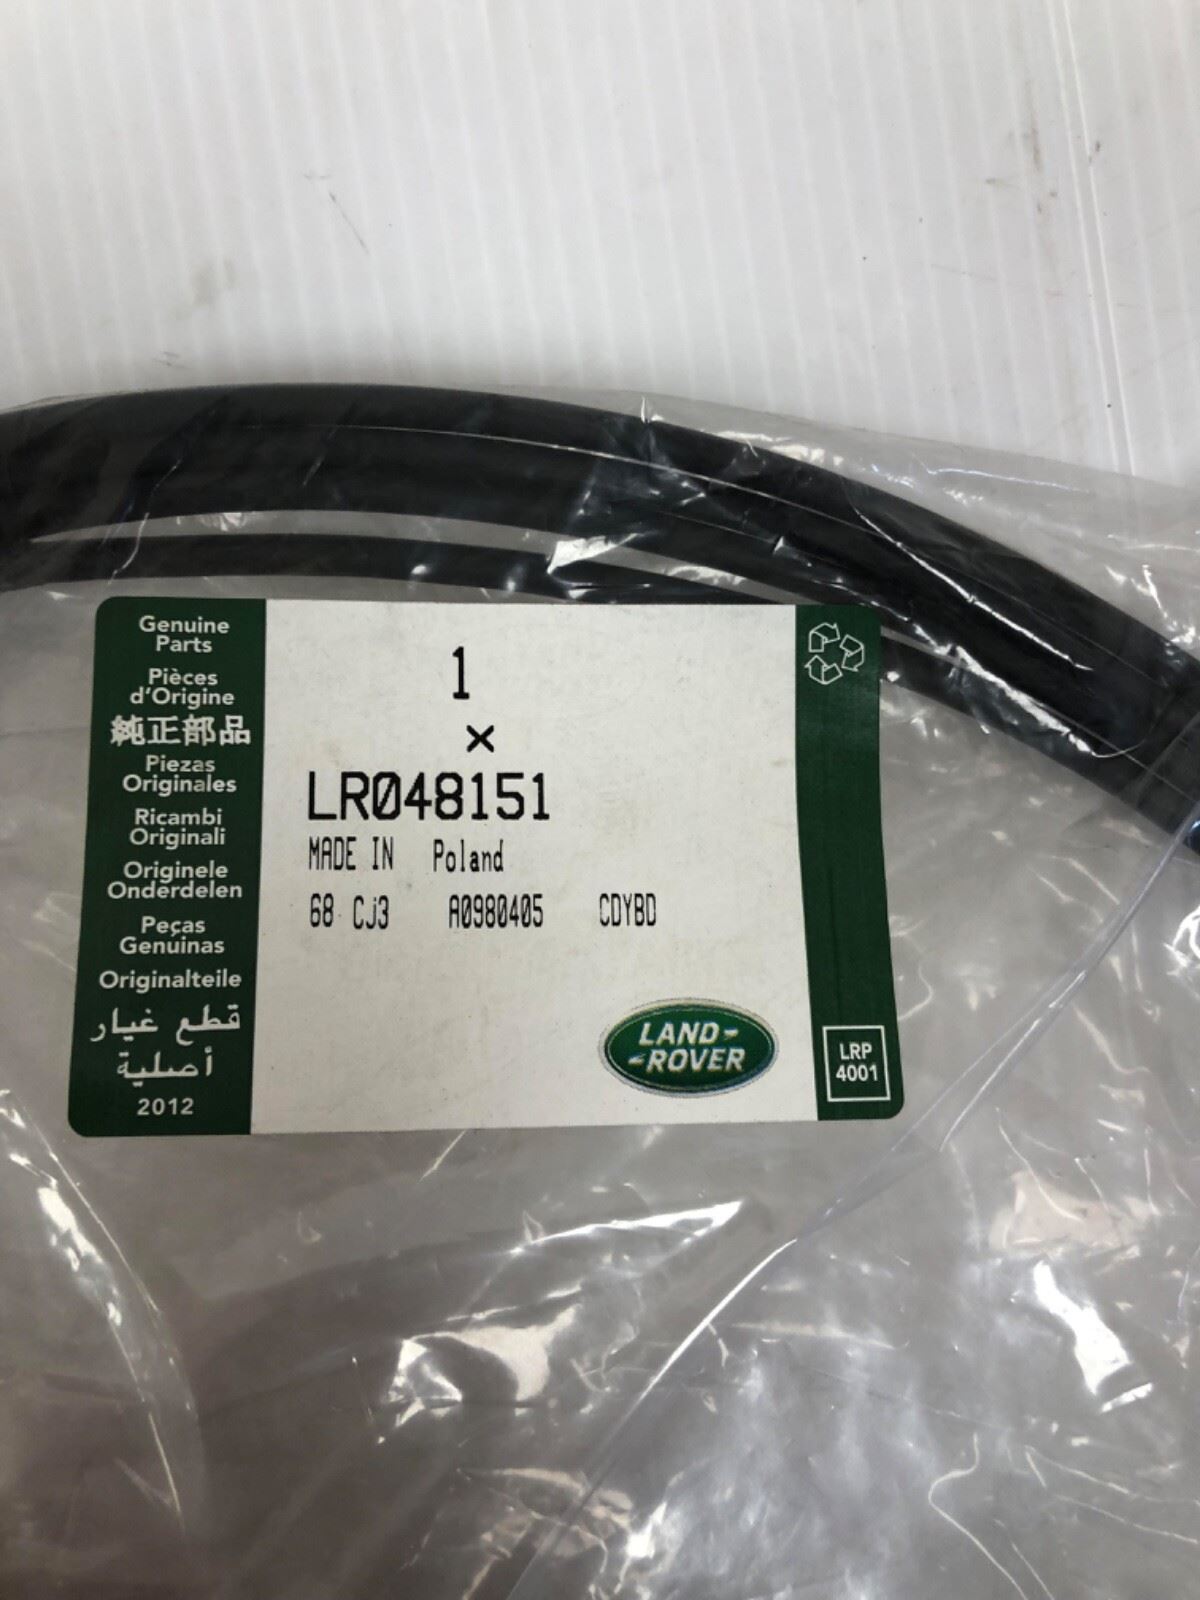 Genuine
Parts
Pièces
d'Origine
純正部品
Piezas
Originales
Ricambi
Originali
Originele
Onderdelen
Peças
Genuinas
Originalteile
قطع غيار
أصلية
2012
1
×
LR048151
MADE IN Poland
68 CJ3 A0980405 CDYBD
LAND-
-ROVER
LRP
4001